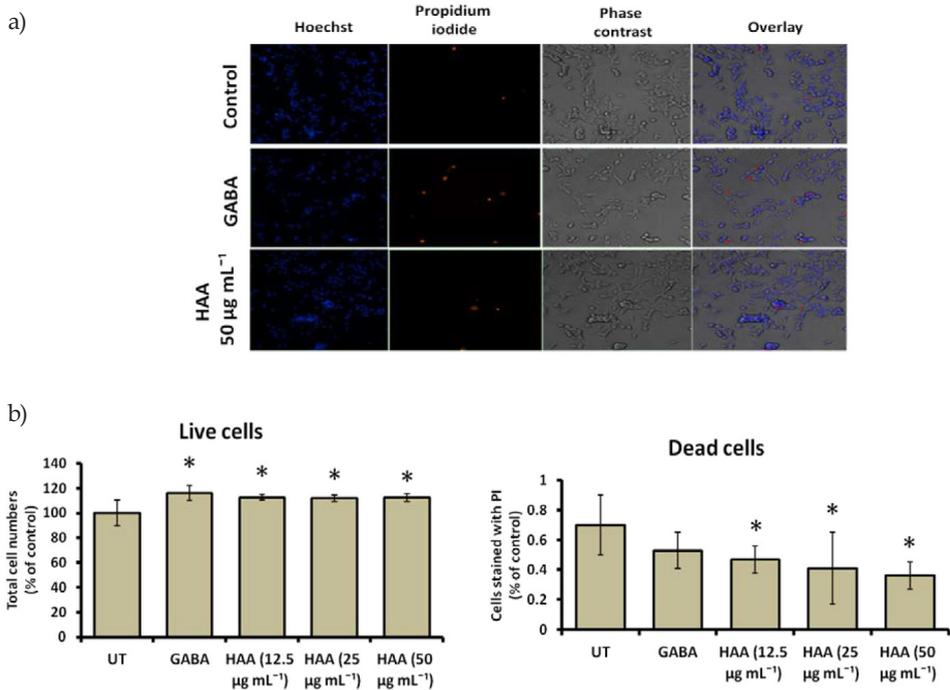 a)
Hoechst
Propidium
iodide
Phase
contrast
Overlay
Control
GABA
HAA
50 µg mL⁻¹
b)
Live cells
Total cell numbers
(% of control)
140
120
100
80
60
40
20
0
*
*
*
*
UT
GABA
HAA (12.5
µg mL⁻¹)
HAA (25
µg mL⁻¹)
HAA (50
µg mL⁻¹)
Dead cells
Cells stained with PI
(% of control)
1
0.8
0.6
0.4
0.2
0
*
*
*
UT
GABA
HAA (12.5
µg mL⁻¹)
HAA (25
µg mL⁻¹)
HAA (50
µg mL⁻¹)